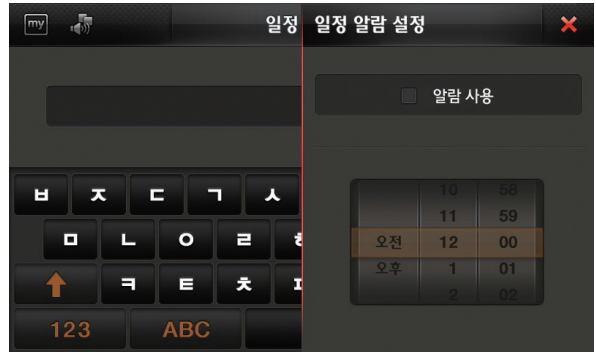 my
일정
일정 알람 설정
알람 사용
ㅂ ㅈ ㄷ ㄱ ㅅ
ㅁ ㄴ ㅇ ㄹ
ㅋ ㅌ ㅊ
123 ABC
10 58
11 59
오전 12 00
오후 1 01
2 02